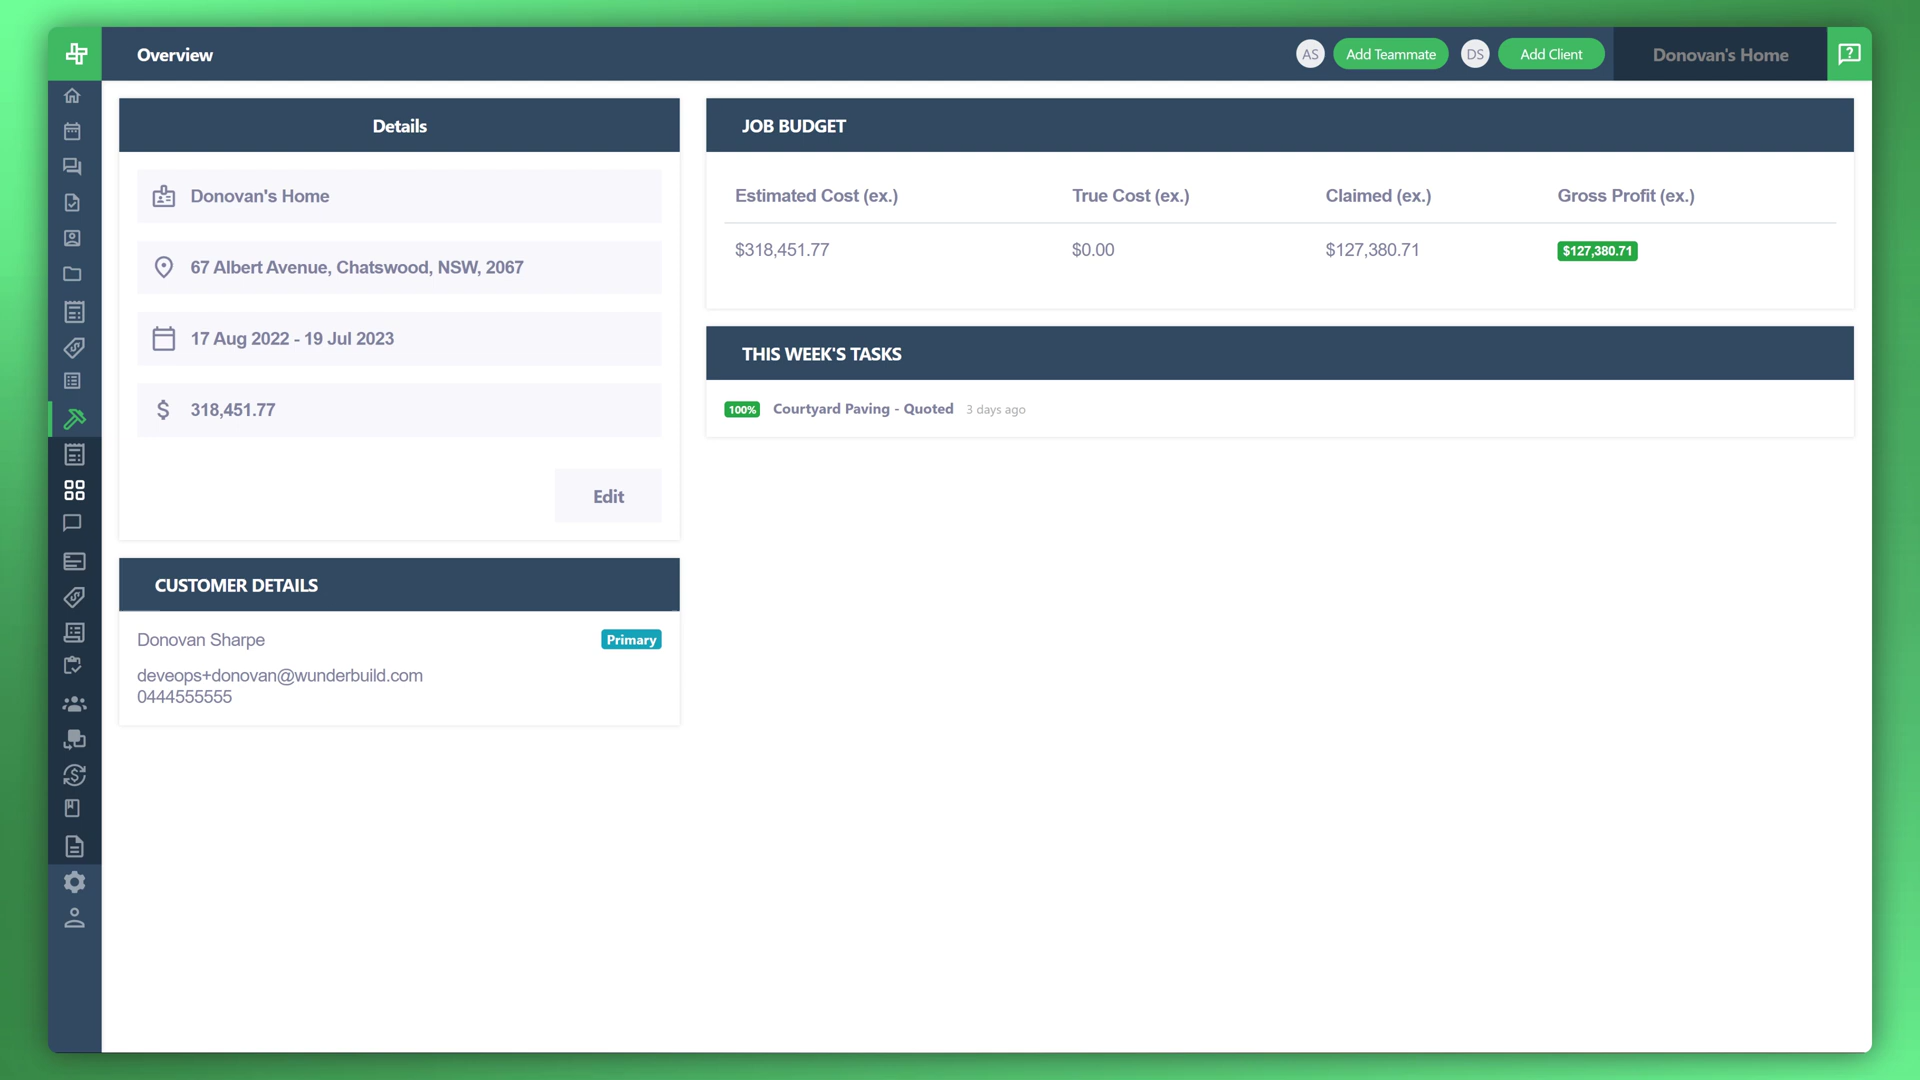 Overview
AS
Add Teammate
DS
Add Client
Donovan's Home
?
Details
Donovan's Home
67 Albert Avenue, Chatswood, NSW, 2067
17 Aug 2022 - 19 Jul 2023
$ 318,451.77
Edit
CUSTOMER DETAILS
Donovan Sharpe
Primary
deveops+donovan@wunderbuild.com
0444555555
JOB BUDGET
Estimated Cost (ex.) True Cost (ex.) Claimed (ex.) Gross Profit (ex.)
$318,451.77 $0.00 $127,380.71 $127,380.71
THIS WEEK'S TASKS
100% Courtyard Paving - Quoted 3 days ago